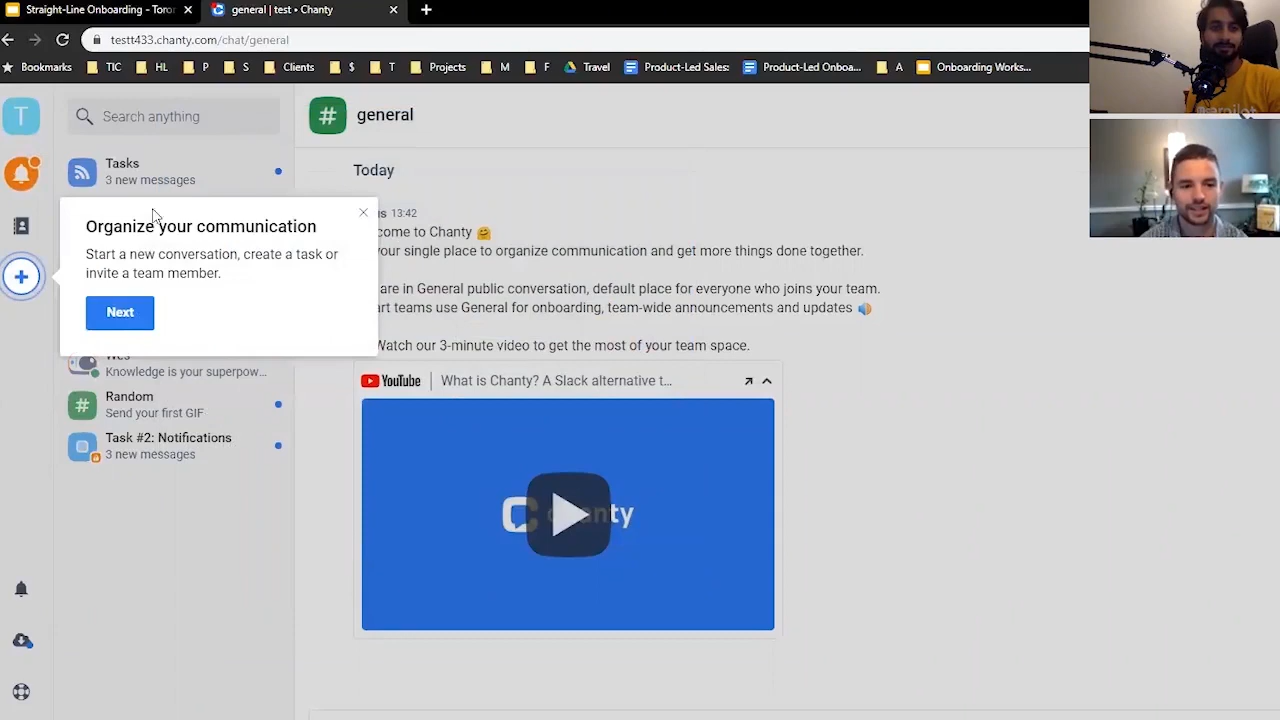 Straight-Line Onboarding - Toror
general | test • Chanty
testt433.chanty.com/chat/general
Bookmarks TIC HL P S Clients $ T Projects M F Travel Product-Led Sales: Product-Led Onboa... A Onboarding Works...
T
Search anything
# general
Tasks
3 new messages
Today
Organize your communication
Start a new conversation, create a task or
invite a team member.
Next
us 13:42
come to Chanty 🤗
your single place to organize communication and get more things done together.
are in General public conversation, default place for everyone who joins your team.
art teams use General for onboarding, team-wide announcements and updates 🔊
Watch our 3-minute video to get the most of your team space.
Wes
Knowledge is your superpow...
# Random
Send your first GIF
Task #2: Notifications
3 new messages
YouTube | What is Chanty? A Slack alternative t...
chanty